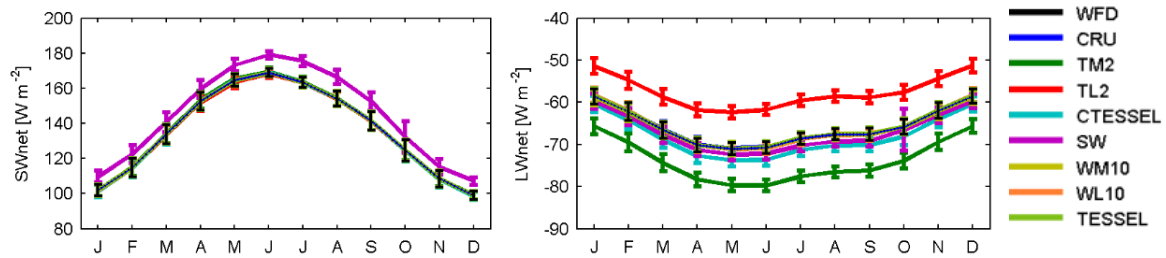 SWnet [W m⁻²]
200
180
160
140
120
100
80
J F M A M J J A S O N D
LWnet [W m⁻²]
-40
-50
-60
-70
-80
-90
J F M A M J J A S O N D
WFD
CRU
TM2
TL2
CTESSEL
SW
WM10
WL10
TESSEL